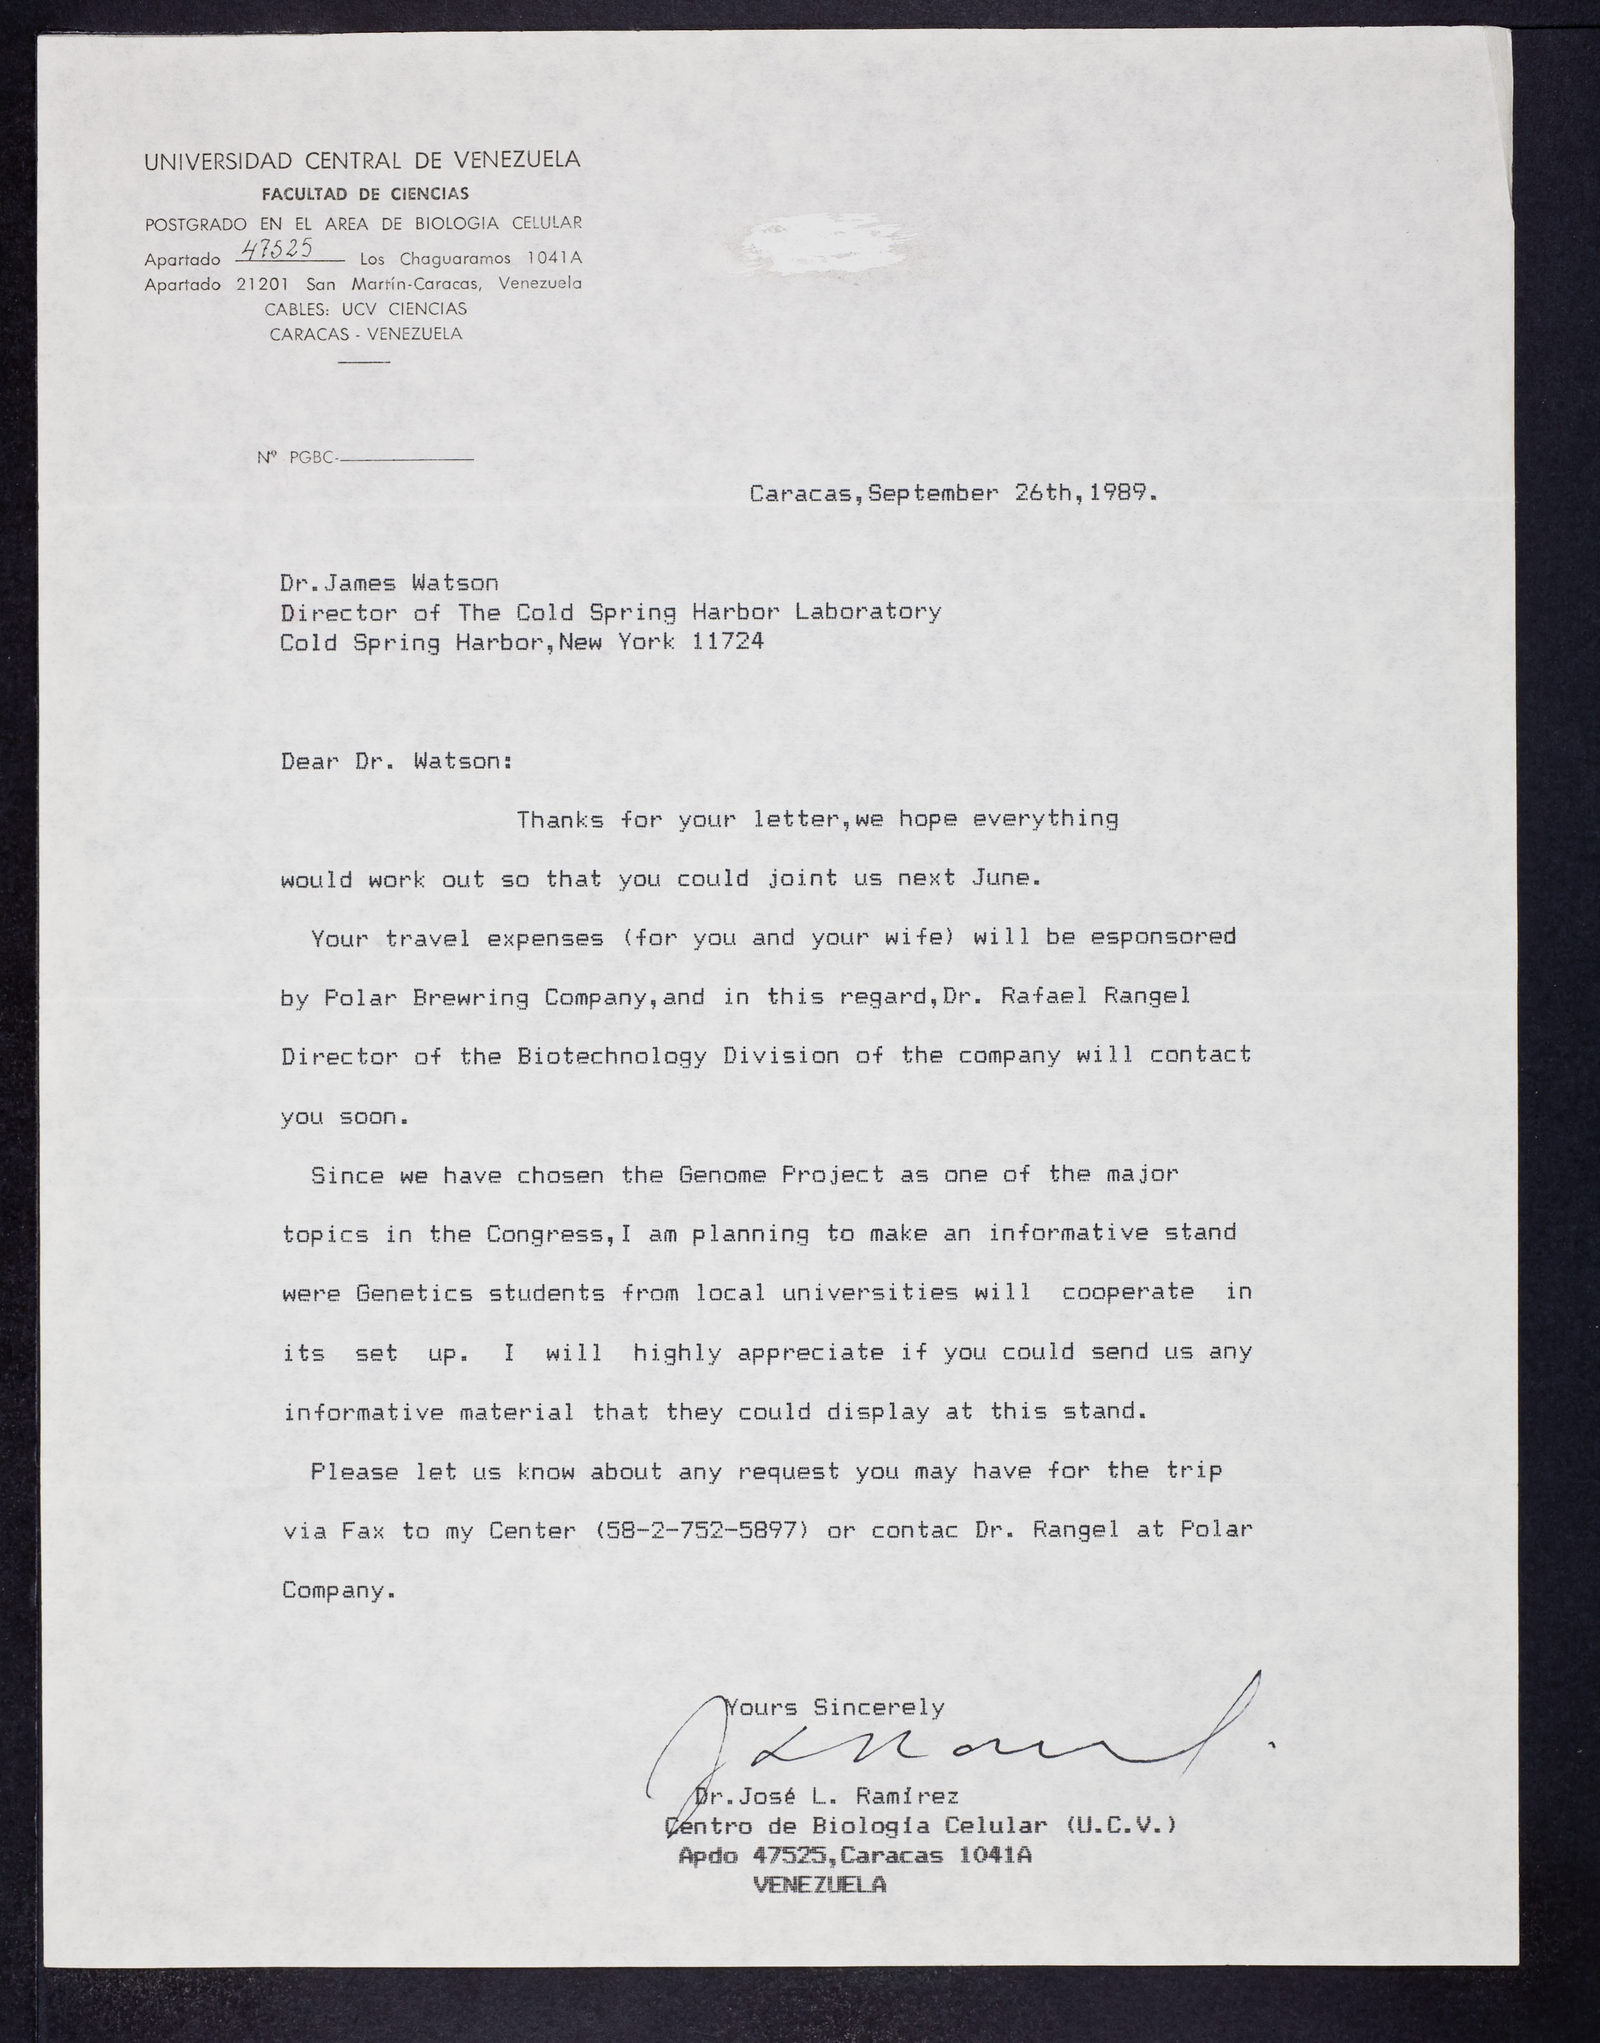 UNIVERSIDAD CENTRAL DE VENEZUELA
FACULTAD DE CIENCIAS
POSTGRADO EN EL AREA DE BIOLOGIA CELULAR
Apartado 47525 Los Chaguaramos 1041A
Apartado 21201 San Martín-Caracas, Venezuela
CABLES: UCV CIENCIAS
CARACAS - VENEZUELA
Nº PGBC-
Caracas,September 26th,1989.
Dr.James Watson
Director of The Cold Spring Harbor Laboratory
Cold Spring Harbor,New York 11724
Dear Dr. Watson:
Thanks for your letter,we hope everything
would work out so that you could joint us next June.
Your travel expenses (for you and your wife) will be esponsored
by Polar Brewring Company,and in this regard,Dr. Rafael Rangel
Director of the Biotechnology Division of the company will contact
you soon.
Since we have chosen the Genome Project as one of the major
topics in the Congress,I am planning to make an informative stand
were Genetics students from local universities will cooperate in
its set up. I will highly appreciate if you could send us any
informative material that they could display at this stand.
Please let us know about any request you may have for the trip
via Fax to my Center (58-2-752-5897) or contac Dr. Rangel at Polar
Company.
Yours Sincerely
Dr.José L. Ramírez
Centro de Biología Celular (U.C.V.)
Apdo 47525,Caracas 1041A
VENEZUELA